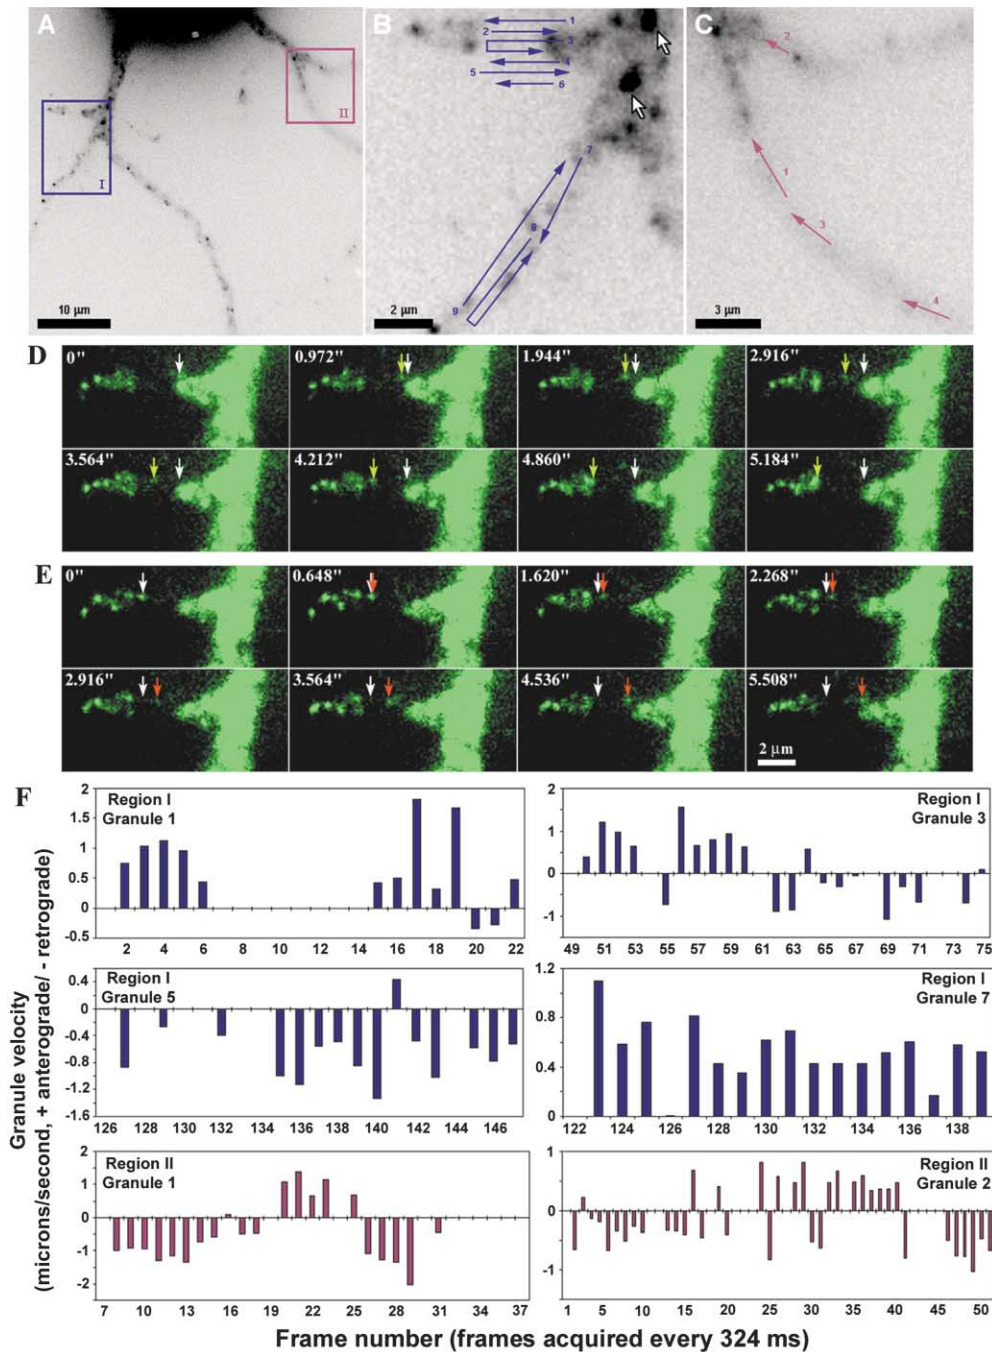 A
I
II
10 μm
B
1
2
3
4
5
6
7
8
9
2 μm
C
2
1
3
4
3 μm
D
0"
0.972"
1.944"
2.916"
3.564"
4.212"
4.860"
5.184"
E
0"
0.648"
1.620"
2.268"
2.916"
3.564"
4.536"
5.508"
2 μm
F
Granule velocity
(microns/second, + anterograde/ - retrograde)
Region I
Granule 1
2
1.5
1
0.5
0
-0.5
2 4 6 8 10 12 14 16 18 20 22
Region I
Granule 3
2
1
0
-1
49 51 53 55 57 59 61 63 65 67 69 71 73 75
Region I
Granule 5
0.4
0
-0.4
-0.8
-1.2
-1.6
126 128 130 132 134 136 138 140 142 144 146
Region I
Granule 7
1.2
0.8
0.4
0
122 124 126 128 130 132 134 136 138
Region II
Granule 1
2
1
0
-1
-2
7 10 13 16 19 22 25 28 31 34 37
Region II
Granule 2
1
0
-1
1 5 10 15 20 25 30 35 40 45 50
Frame number (frames acquired every 324 ms)